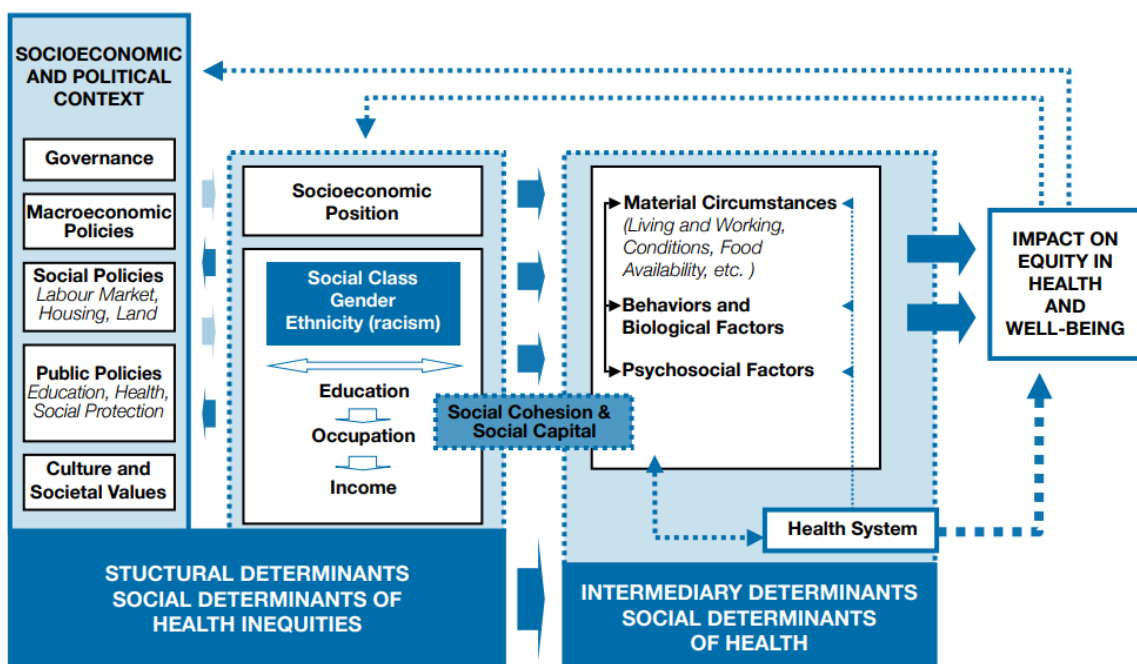 SOCIOECONOMIC
AND POLITICAL
CONTEXT
Governance
Macroeconomic
Policies
Social Policies
Labour Market,
Housing, Land
Public Policies
Education, Health,
Social Protection
Culture and
Societal Values
Socioeconomic
Position
Social Class
Gender
Ethnicity (racism)
Education
Occupation
Income
Social Cohesion &
Social Capital
Material Circumstances
(Living and Working,
Conditions, Food
Availability, etc. )
Behaviors and
Biological Factors
Psychosocial Factors
Health System
IMPACT ON
EQUITY IN
HEALTH
AND
WELL-BEING
STUCTURAL DETERMINANTS
SOCIAL DETERMINANTS OF
HEALTH INEQUITIES
INTERMEDIARY DETERMINANTS
SOCIAL DETERMINANTS
OF HEALTH